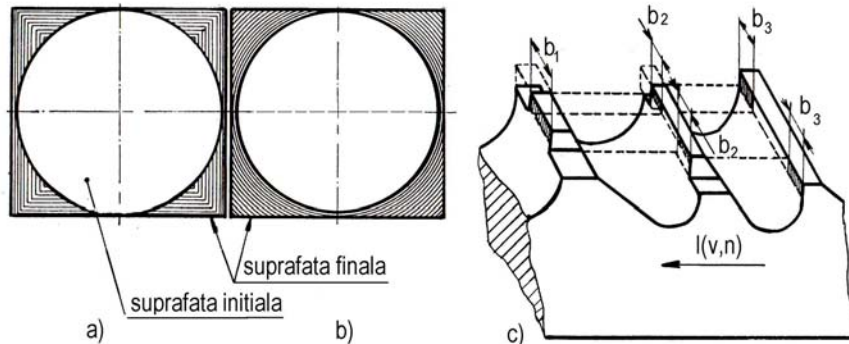 suprafata finala
suprafata initiala
a)
b)
b₁
b₂
b₃
b₃
b₂
I(v,n)
c)